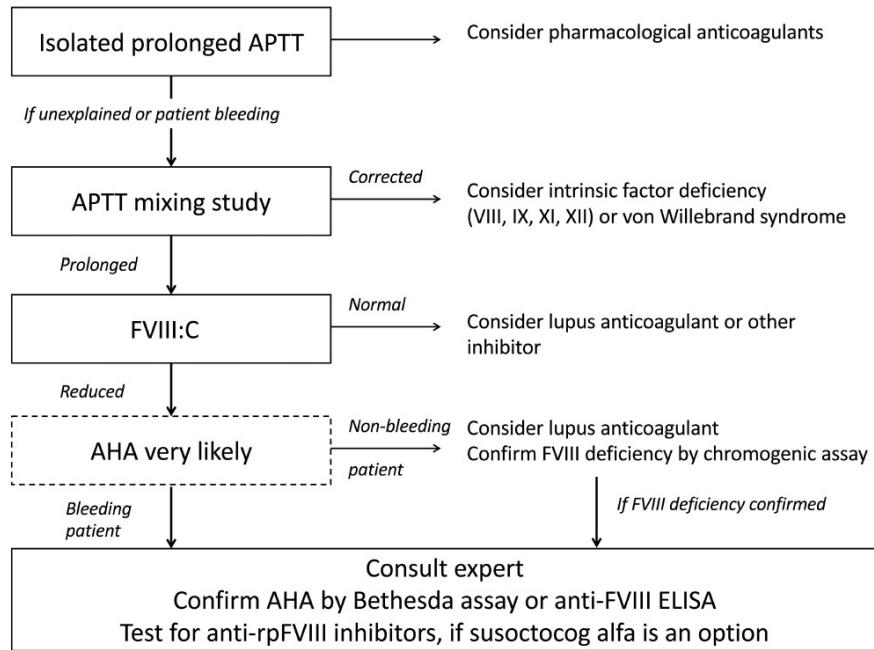 Isolated prolonged APTT
Consider pharmacological anticoagulants
If unexplained or patient bleeding
APTT mixing study
Corrected
Consider intrinsic factor deficiency
(VIII, IX, XI, XII) or von Willebrand syndrome
Prolonged
FVIII:C
Normal
Consider lupus anticoagulant or other
inhibitor
Reduced
AHA very likely
Non-bleeding
patient
Consider lupus anticoagulant
Confirm FVIII deficiency by chromogenic assay
Bleeding
patient
If FVIII deficiency confirmed
Consult expert
Confirm AHA by Bethesda assay or anti-FVIII ELISA
Test for anti-rpFVIII inhibitors, if susoctocog alfa is an option